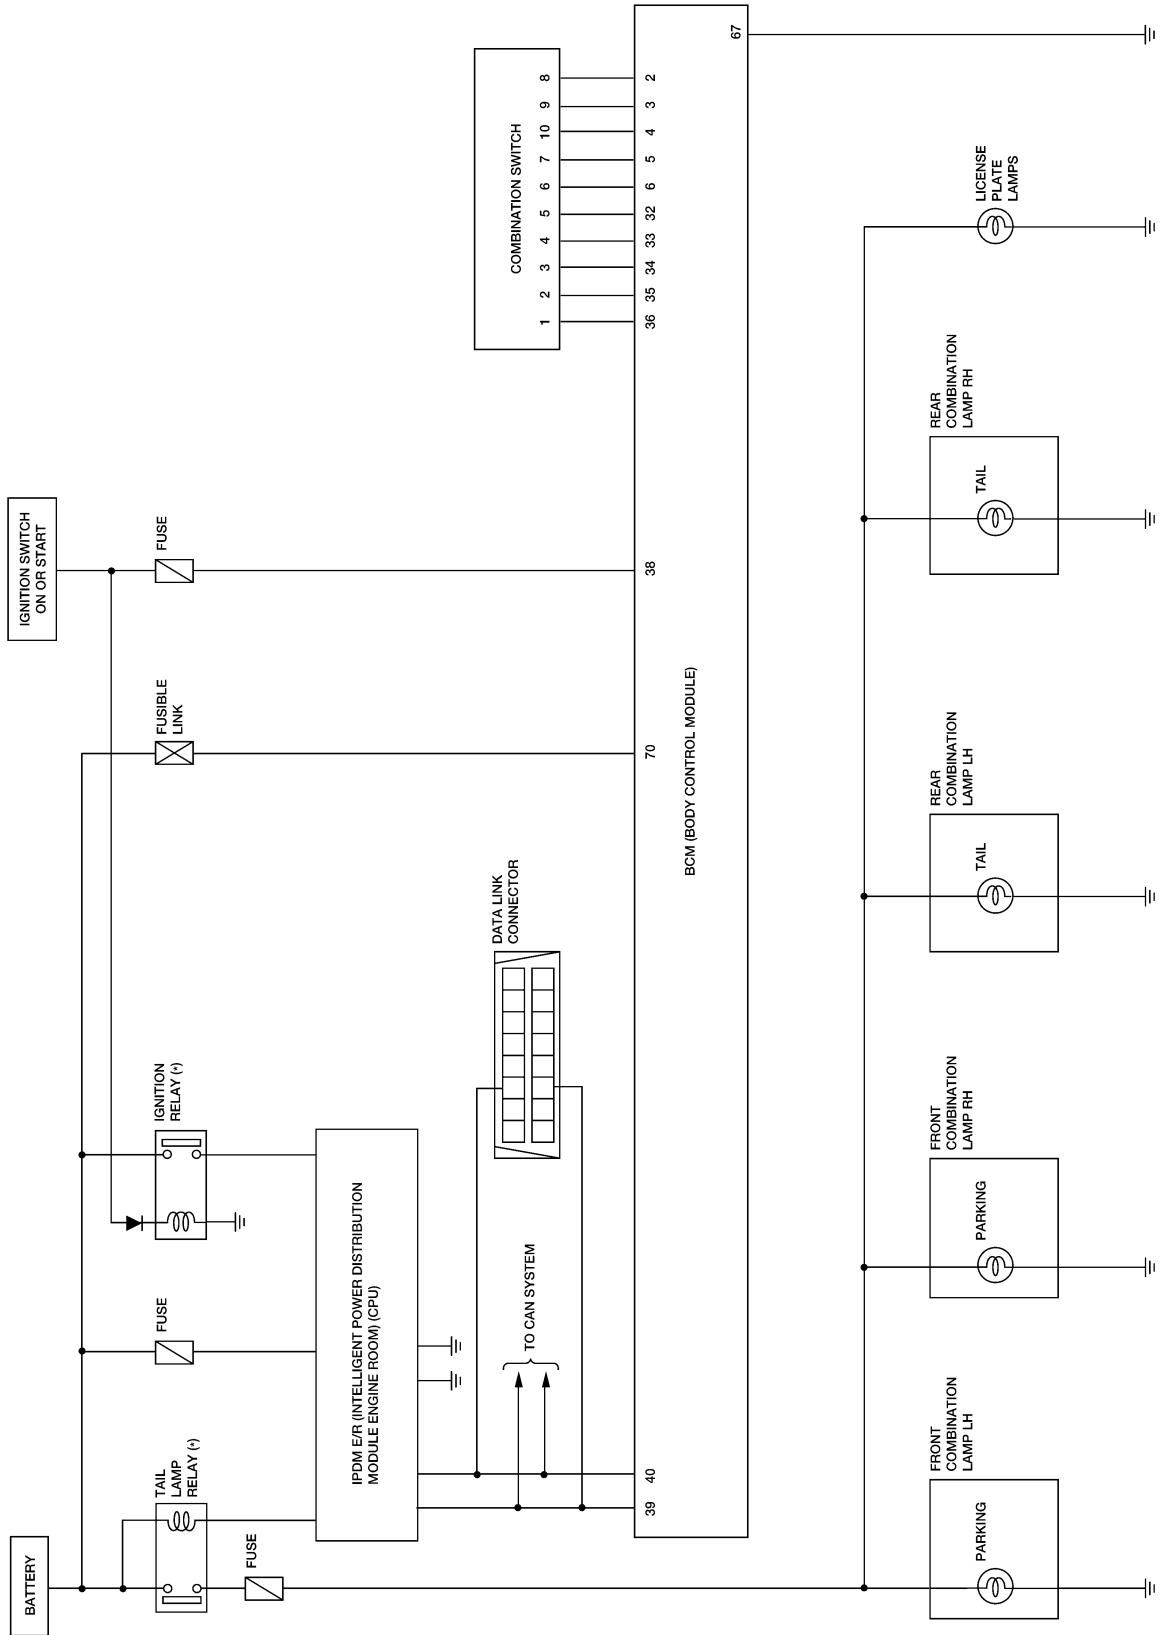 BATTERY
TAIL
LAMP
RELAY (*)
FUSE
FUSE
IGNITION
RELAY (*)
FUSIBLE
LINK
IGNITION SWITCH
ON OR START
FUSE
IPDM E/R (INTELLIGENT POWER DISTRIBUTION
MODULE ENGINE ROOM) (CPU)
TO CAN SYSTEM
DATA LINK
CONNECTOR
COMBINATION SWITCH
1 2 3 4 5 6 7 10 9 8
39 40 70 38 36 35 34 33 32 6 5 4 3 2
BCM (BODY CONTROL MODULE)
67
FRONT
COMBINATION
LAMP LH
PARKING
FRONT
COMBINATION
LAMP RH
PARKING
REAR
COMBINATION
LAMP LH
TAIL
REAR
COMBINATION
LAMP RH
TAIL
LICENSE
PLATE
LAMPS